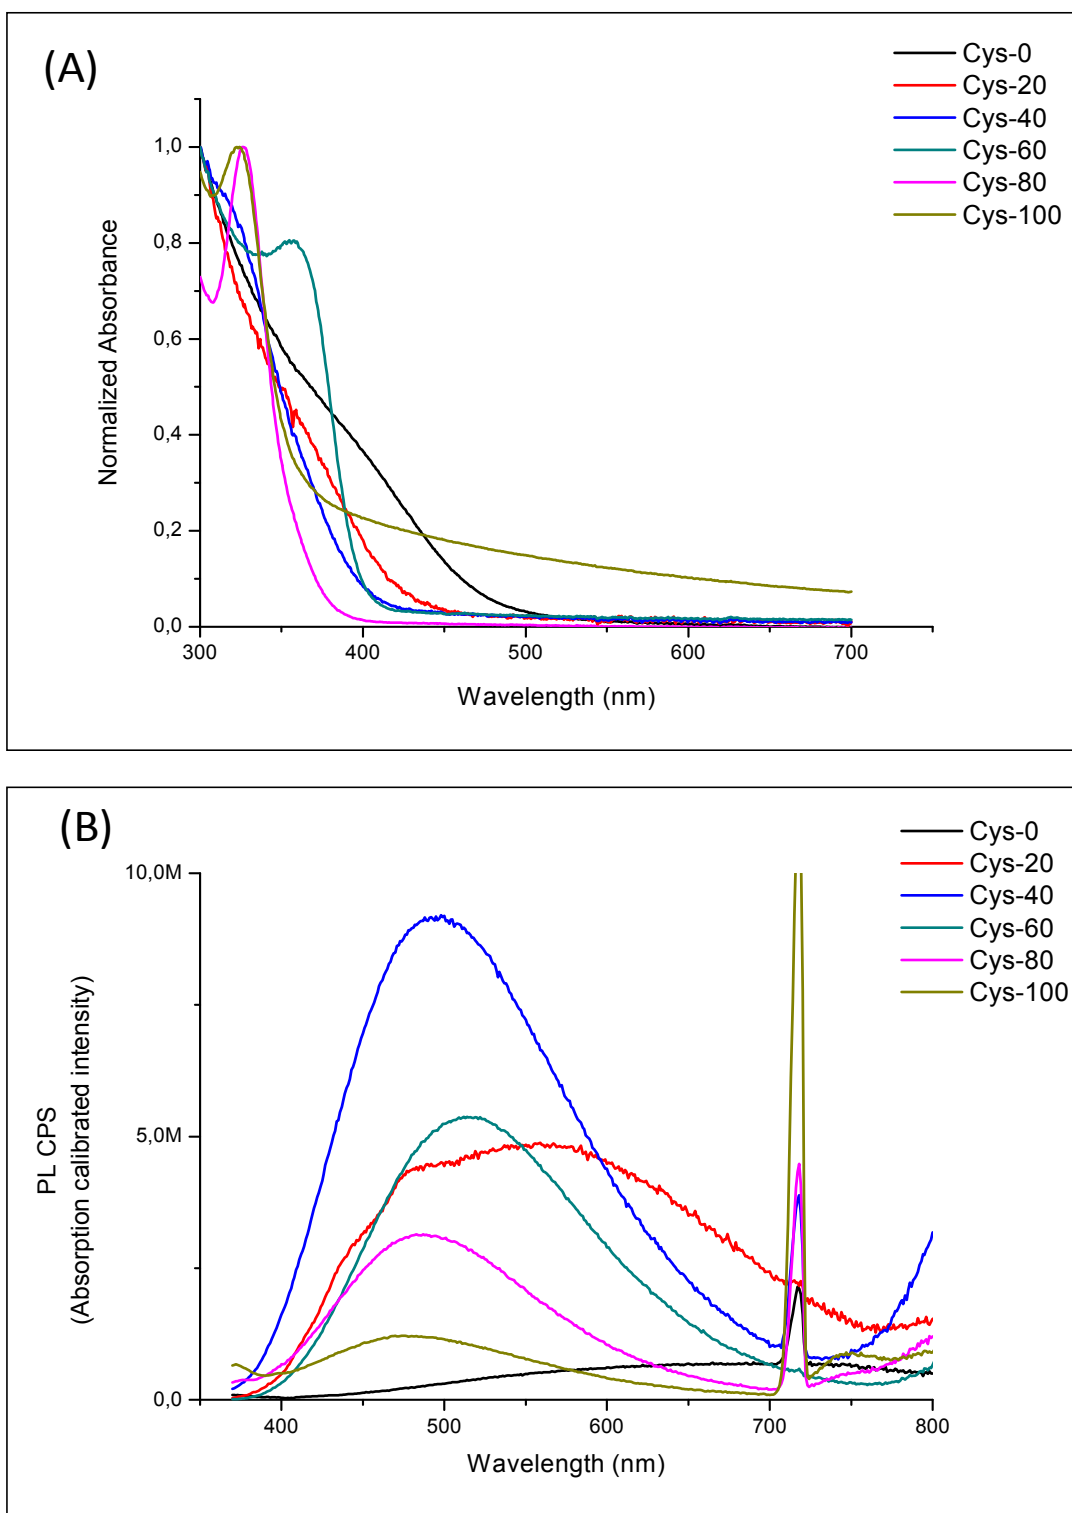 (A)
Cys-0
Cys-20
Cys-40
Cys-60
Cys-80
Cys-100
1,0
0,8
0,6
0,4
0,2
0,0
Normalized Absorbance
300 400 500 600 700
Wavelength (nm)
(B)
Cys-0
Cys-20
Cys-40
Cys-60
Cys-80
Cys-100
10,0M
5,0M
0,0
PL CPS
(Absorption calibrated intensity)
400 500 600 700 800
Wavelength (nm)